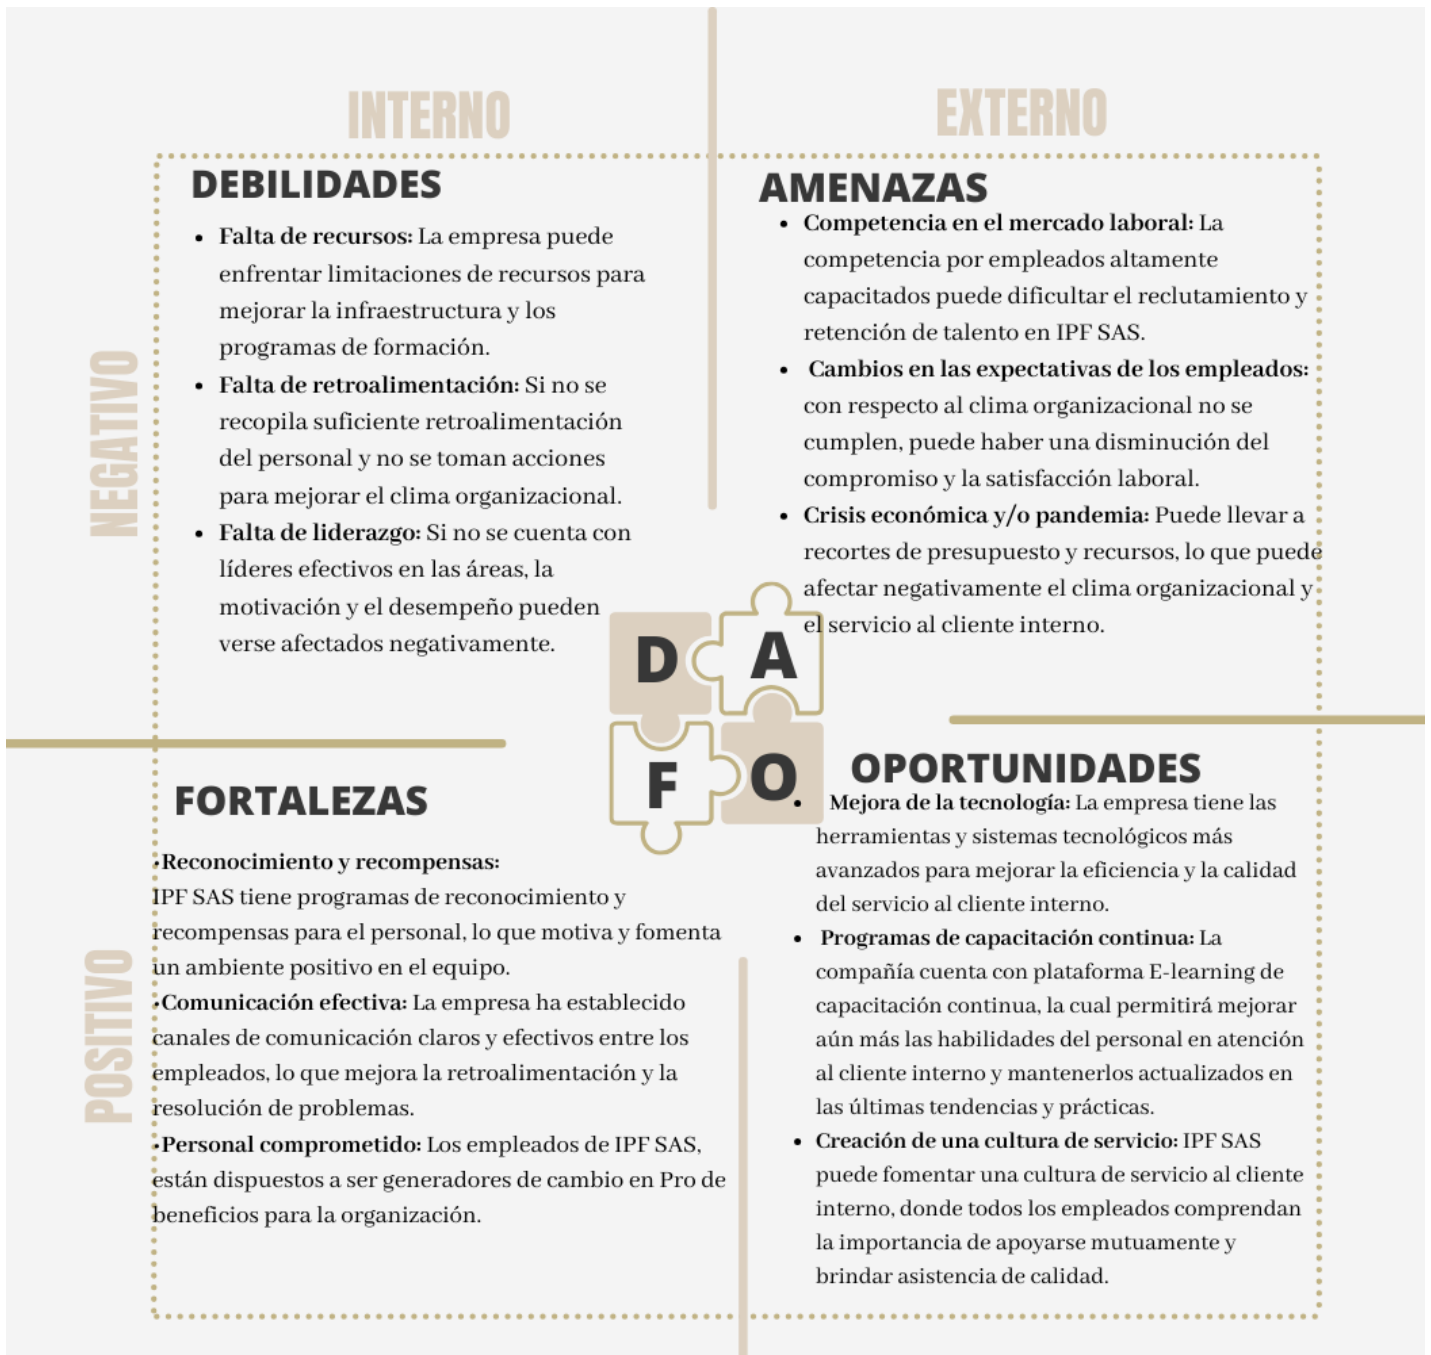 INTERNO
EXTERNO
NEGATIVO
DEBILIDADES
• Falta de recursos: La empresa puede
enfrentar limitaciones de recursos para
mejorar la infraestructura y los
programas de formación.
• Falta de retroalimentación: Si no se
recopila suficiente retroalimentación
del personal y no se toman acciones
para mejorar el clima organizacional.
• Falta de liderazgo: Si no se cuenta con
líderes efectivos en las áreas, la
motivación y el desempeño pueden
verse afectados negativamente.
AMENAZAS
• Competencia en el mercado laboral: La
competencia por empleados altamente
capacitados puede dificultar el reclutamiento y
retención de talento en IPF SAS.
• Cambios en las expectativas de los empleados:
con respecto al clima organizacional no se
cumplen, puede haber una disminución del
compromiso y la satisfacción laboral.
• Crisis económica y/o pandemia: Puede llevar a
recortes de presupuesto y recursos, lo que puede
afectar negativamente el clima organizacional y
el servicio al cliente interno.
D A
F O
POSITIVO
FORTALEZAS
·Reconocimiento y recompensas:
IPF SAS tiene programas de reconocimiento y
recompensas para el personal, lo que motiva y fomenta
un ambiente positivo en el equipo.
·Comunicación efectiva: La empresa ha establecido
canales de comunicación claros y efectivos entre los
empleados, lo que mejora la retroalimentación y la
resolución de problemas.
·Personal comprometido: Los empleados de IPF SAS,
están dispuestos a ser generadores de cambio en Pro de
beneficios para la organización.
OPORTUNIDADES
• Mejora de la tecnología: La empresa tiene las
herramientas y sistemas tecnológicos más
avanzados para mejorar la eficiencia y la calidad
del servicio al cliente interno.
• Programas de capacitación continua: La
compañía cuenta con plataforma E-learning de
capacitación continua, la cual permitirá mejorar
aún más las habilidades del personal en atención
al cliente interno y mantenerlos actualizados en
las últimas tendencias y prácticas.
• Creación de una cultura de servicio: IPF SAS
puede fomentar una cultura de servicio al cliente
interno, donde todos los empleados comprendan
la importancia de apoyarse mutuamente y
brindar asistencia de calidad.